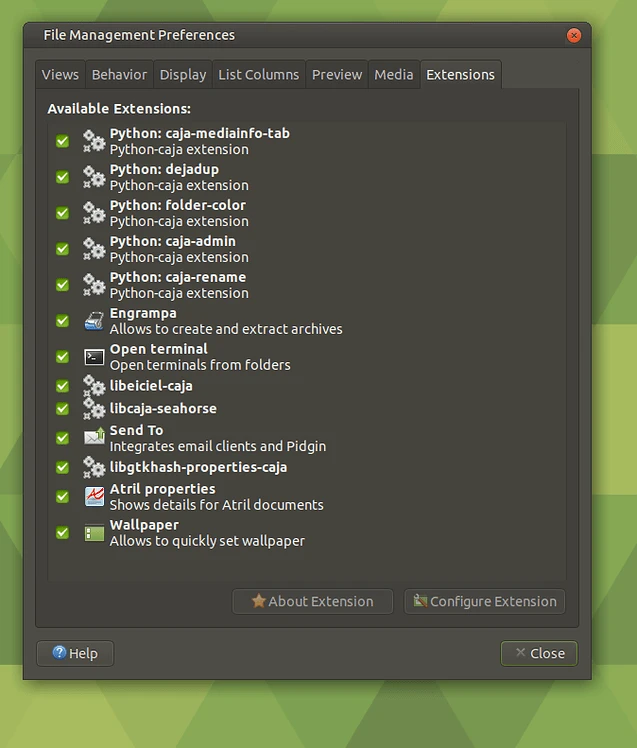 File Management Preferences
Views Behavior Display List Columns Preview Media Extensions
Available Extensions:
Python: caja-mediainfo-tab
Python-caja extension
Python: dejadup
Python-caja extension
Python: folder-color
Python-caja extension
Python: caja-admin
Python-caja extension
Python: caja-rename
Python-caja extension
Engrampa
Allows to create and extract archives
Open terminal
Open terminals from folders
libeiciel-caja
libcaja-seahorse
Send To
Integrates email clients and Pidgin
libgtkhash-properties-caja
Atril properties
Shows details for Atril documents
Wallpaper
Allows to quickly set wallpaper
About Extension Configure Extension
Help Close